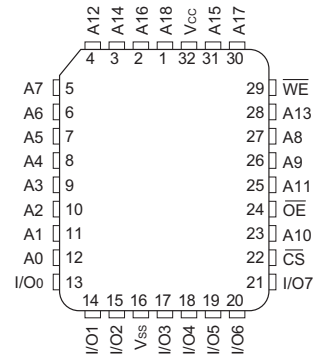 A12 A14 A16 A18 Vcc A15 A17
4 3 2 1 32 31 30
A7 5 29 W̅E̅
A6 6 28 A13
A5 7 27 A8
A4 8 26 A9
A3 9 25 A11
A2 10 24 O̅E̅
A1 11 23 A10
A0 12 22 C̅S̅
I/O0 13 21 I/O7
14 15 16 17 18 19 20
I/O1 I/O2 Vss I/O3 I/O4 I/O5 I/O6